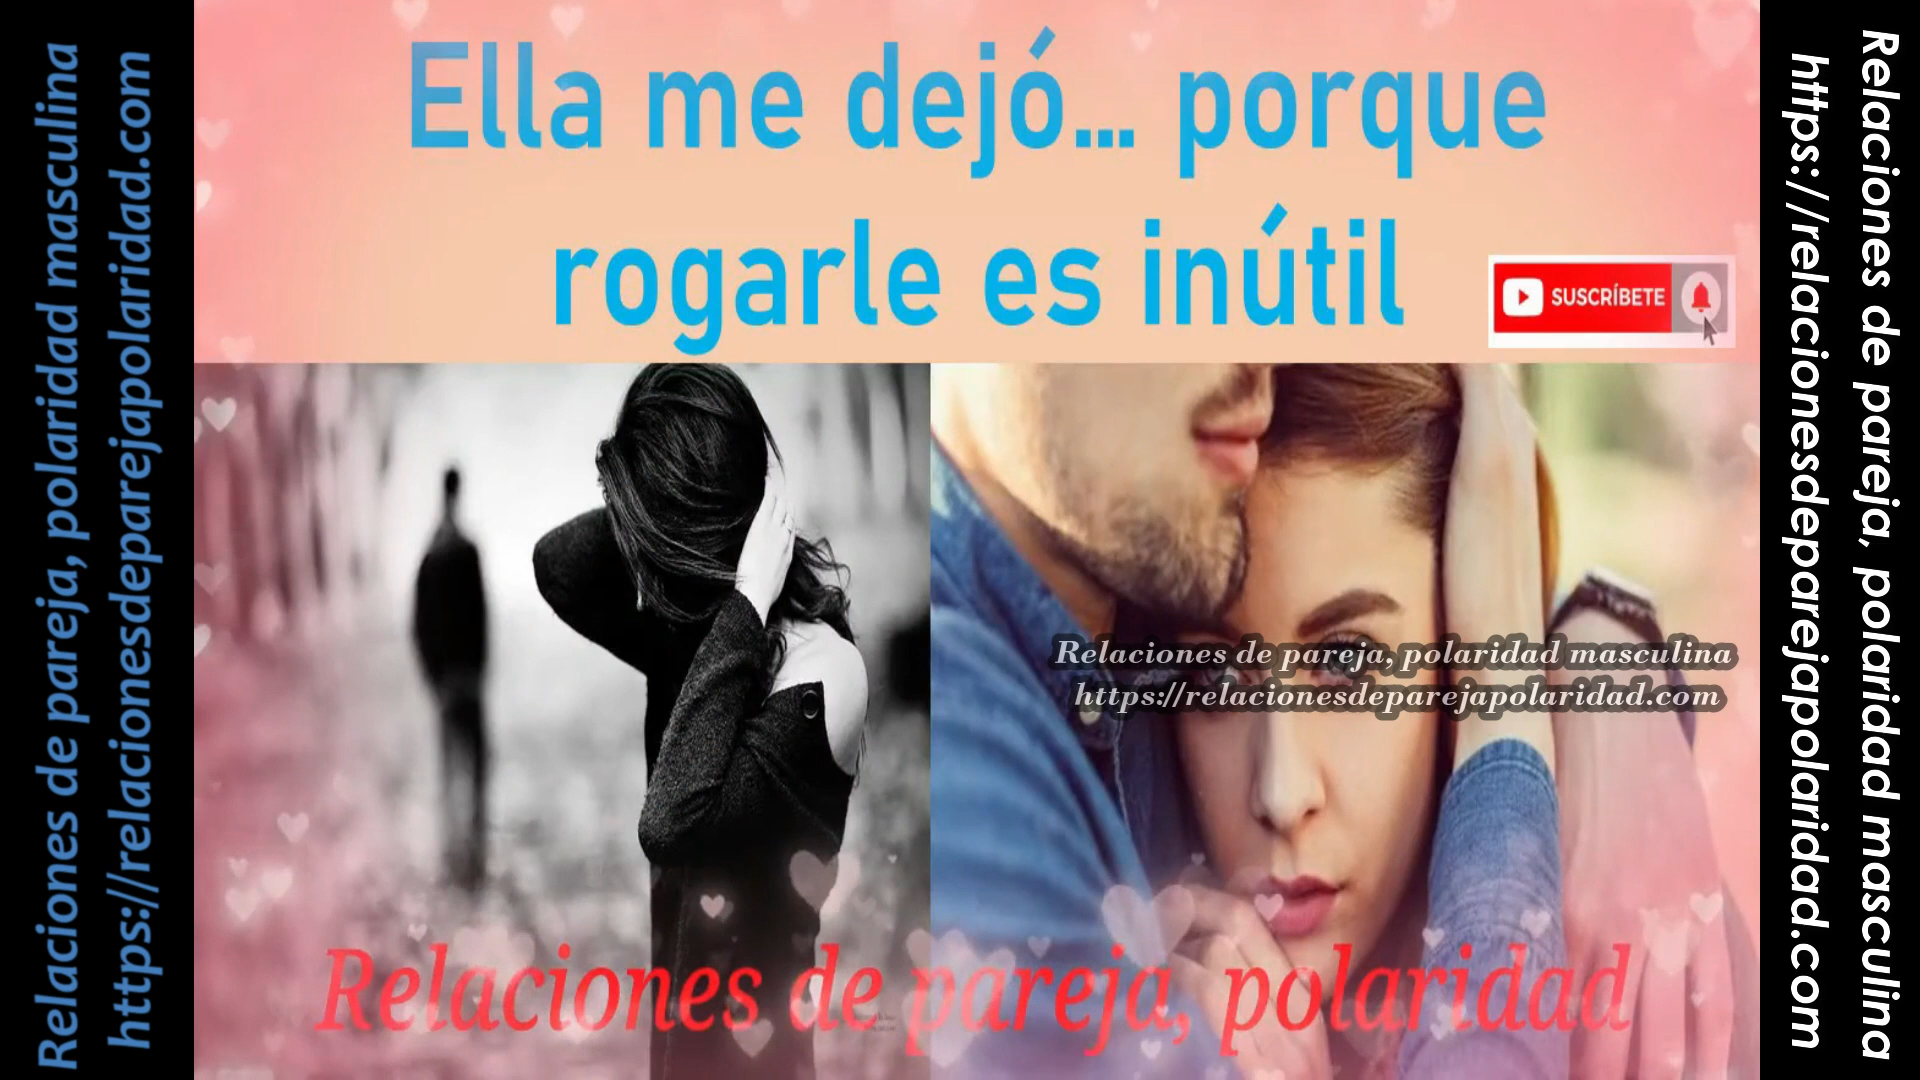 Ella me dejó... porque
rogarle es inútil
SUSCRÍBETE
Relaciones de pareja, polaridad masculina
https://relacionesdeparejapolaridad.com
Relaciones de pareja, polaridad
Relaciones de pareja, polaridad masculina
https://relacionesdeparejapolaridad.com
Relaciones de pareja, polaridad masculina
https://relacionesdeparejapolaridad.com